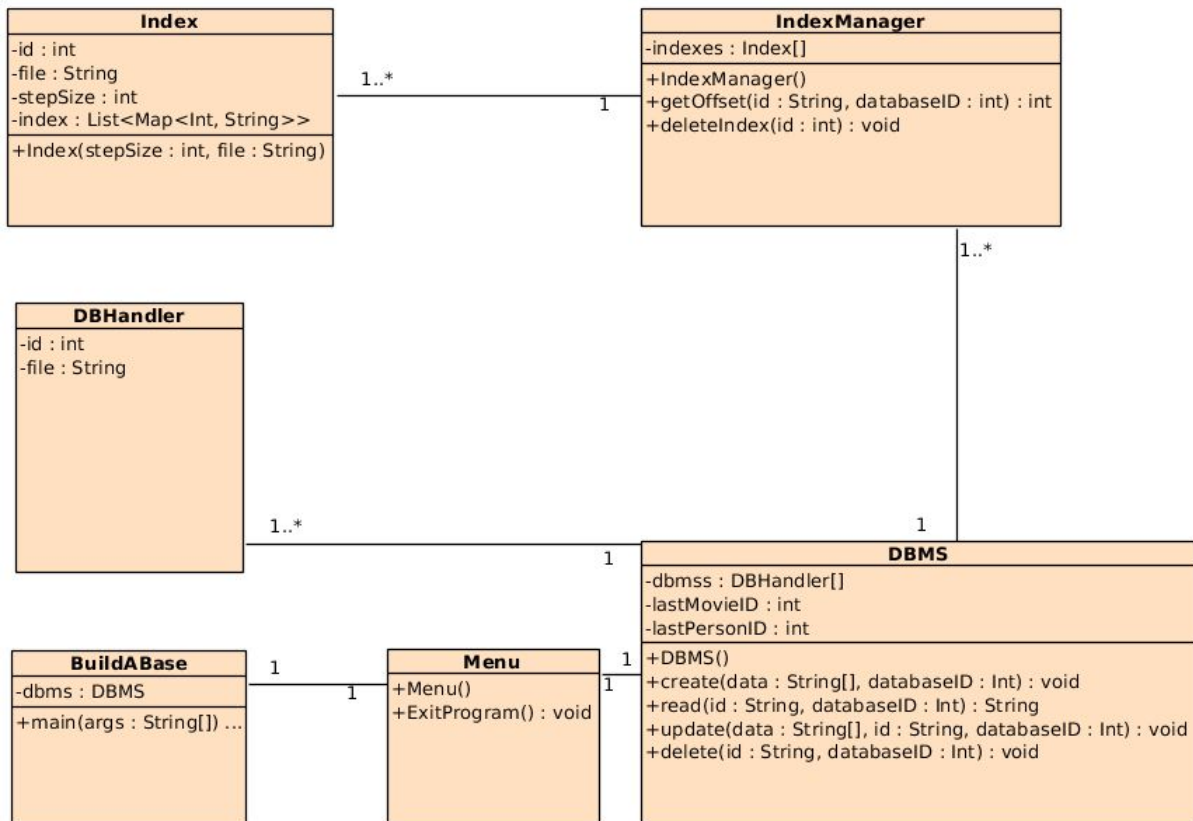 Index
-id : int
-file : String
-stepSize : int
-index : List<Map<Int, String>>
+Index(stepSize : int, file : String)
1..*
1
IndexManager
-indexes : Index[]
+IndexManager()
+getOffset(id : String, databaseID : int) : int
+deleteIndex(id : int) : void
1..*
1
DBHandler
-id : int
-file : String
1..*
1
DBMS
-dbmss : DBHandler[]
-lastMovieID : int
-lastPersonID : int
+DBMS()
+create(data : String[], databaseID : Int) : void
+read(id : String, databaseID : Int) : String
+update(data : String[], id : String, databaseID : Int) : void
+delete(id : String, databaseID : Int) : void
BuildABase
-dbms : DBMS
+main(args : String[]) ...
1
1
Menu
+Menu()
+ExitProgram() : void
1
1